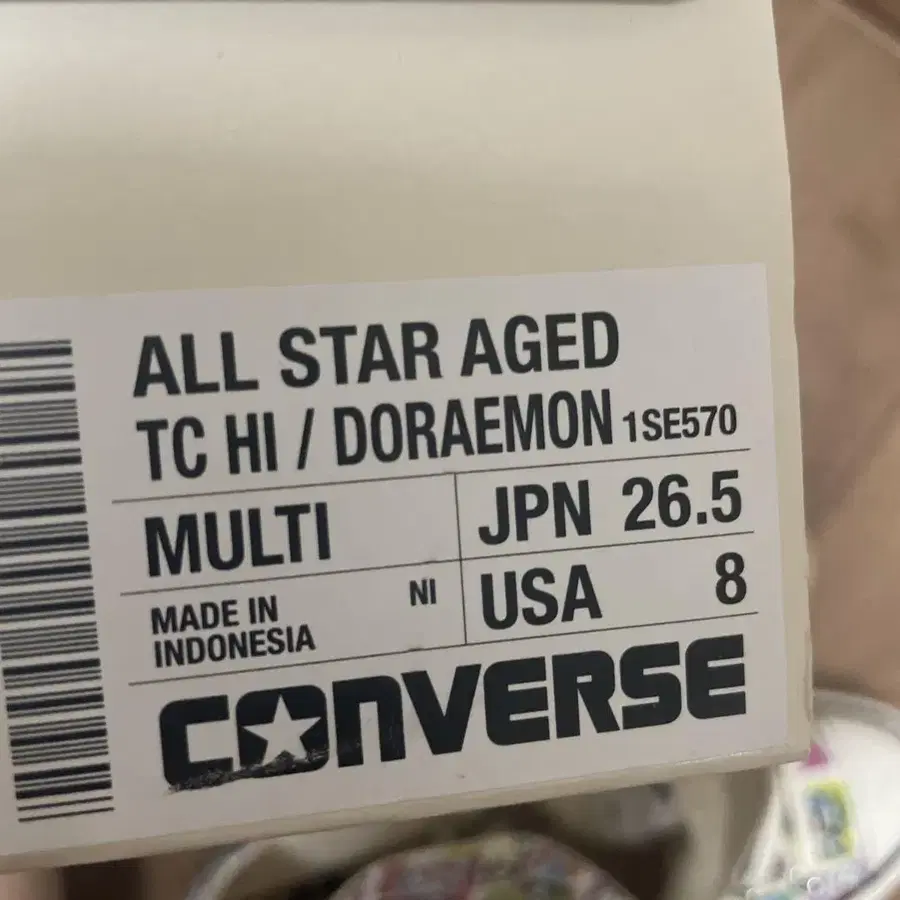 ALL STAR AGED
TC HI / DORAEMON 1SE570
MULTI
JPN 26.5
MADE IN
INDONESIA
NI
USA 8
CONVERSE